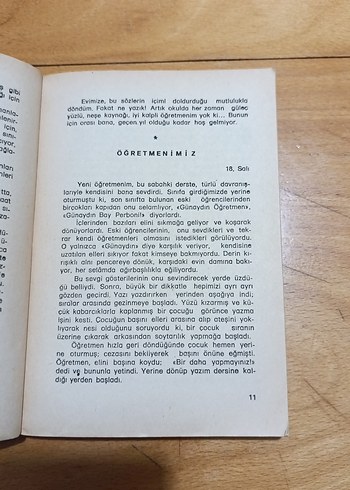 gibi
için
Evimize, bu sözlerin içimi doldurduğu mutlulukla
döndüm. Fakat ne yazık! Artık okulda her zaman güleç
yüzlü, neşe kaynağı, iyi kalpli öğretmenim yok ki... Bunun
için orası bana, geçen yıl olduğu kadar hoş gelmiyor.
*
ÖĞRETMENİMİZ
18, Salı
Yeni öğretmenim, bu sabahki derste, türlü davranış-
larıyle kendisini bana sevdirdi. Sınıfa girdiğimizde yerine
oturmuştu ki, son sınıfta bulunan eski öğrencilerinden
birçokları kapıdan onu selamlıyor, «Günaydın Öğretmen»,
«Günaydın Bay Perboni!» diyorlardı.
İçlerinden bazıları elini sıkmağa geliyor ve koşarak
dönüyorlardı. Eski öğrencilerinin, onu sevdikleri ve tek-
rar kendi öğretmenleri olmasını istedikleri görülüyordu.
O yalnızca «Günaydın» diye karşılık veriyor, kendisine
uzatılan elleri sıkıyor fakat kimseye bakmıyordu. Derin kı-
rışıklı alnı pencereye dönük, karşıdaki evin damına bakı-
yor, her selâmda ağırbaşlılıkla eğiliyordu.
Bu sevgi gösterilerinin onu sevindirecek yerde üzdü-
ğü belliydi. Sonra, büyük bir dikkatle hepimizi ayrı ayrı
gözden geçirdi. Yazı yazdırırken yerinden aşağıya indi;
sıralar arasında gezinmeye başladı. Yüzü kızarmış ve kü-
çük kabarcıklarla kaplanmış bir çocuğu görünce yazma
işini kesti. Çocuğun başını elleri arasına alıp ateşini yok-
lıyarak nesi olduğunu soruyordu ki, bir çocuk sıranın
üzerine çıkarak arkasından soytarılık yapmağa başladı.
Öğretmen hızla geri döndüğünde çocuk hemen yeri-
ne oturmuş; cezasını bekliyerek başını önüne eğmişti.
Öğretmen, elini başına koydu; «Bir daha yapmayınız!»
dedi ve bununla yetindi. Yerine dönüp yazım dersine kal-
dığı yerden başladı.
11